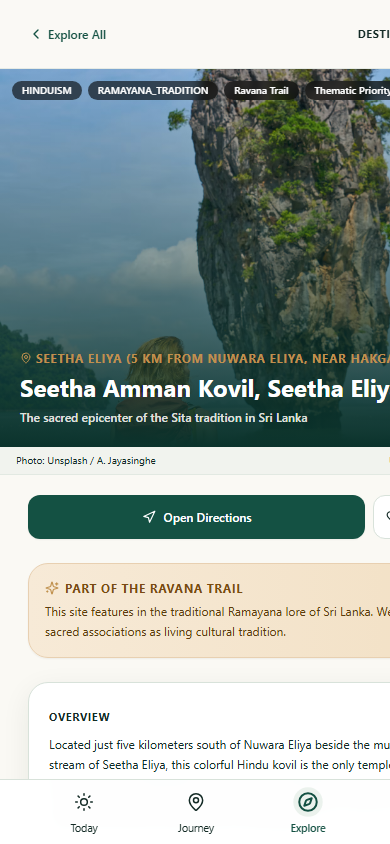 Explore All
DESTI
HINDUISM
RAMAYANA_TRADITION
Ravana Trail
Thematic Priority
SEETHA ELIYA (5 KM FROM NUWARA ELIYA, NEAR HAKGA
Seetha Amman Kovil, Seetha Eliy
The sacred epicenter of the Sita tradition in Sri Lanka
Photo: Unsplash / A. Jayasinghe
Open Directions
PART OF THE RAVANA TRAIL
This site features in the traditional Ramayana lore of Sri Lanka. We
sacred associations as living cultural tradition.
OVERVIEW
Located just five kilometers south of Nuwara Eliya beside the mu
stream of Seetha Eliya, this colorful Hindu kovil is the only temple
Today
Journey
Explore